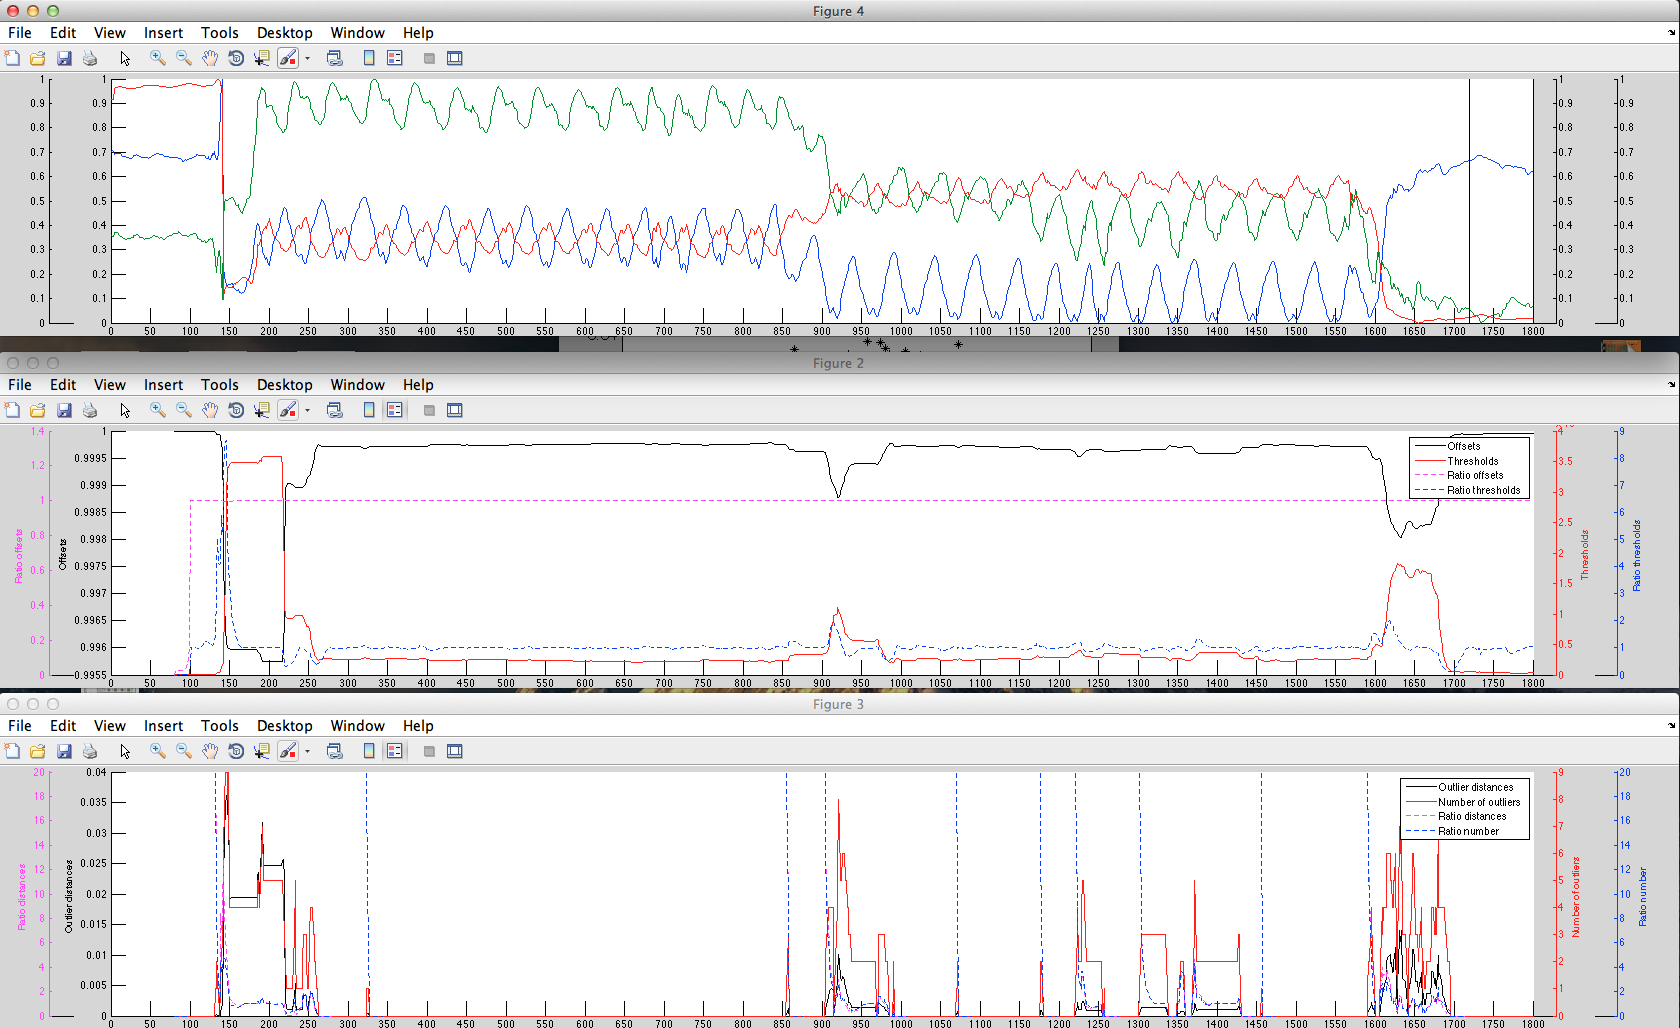 Figure 4
File Edit View Insert Tools Desktop Window Help
1 1 1 1
0.9 0.9 0.9 0.9
0.8 0.8 0.8 0.8
0.7 0.7 0.7 0.7
0.6 0.6 0.6 0.6
0.5 0.5 0.5 0.5
0.4 0.4 0.4 0.4
0.3 0.3 0.3 0.3
0.2 0.2 0.2 0.2
0.1 0.1 0.1 0.1
0 0 0 0
0 50 100 150 200 250 300 350 400 450 500 550 600 650 700 750 800 850 900 950 1000 1050 1100 1150 1200 1250 1300 1350 1400 1450 1500 1550 1600 1650 1700 1750 1800
Figure 2
File Edit View Insert Tools Desktop Window Help
1.4 1 4 9
Offsets
0.9995 8
1.2 3.5
Thresholds
Ratio offsets
0.999 7
Ratio thresholds
1 3
0.9985 6
0.8 2.5
0.998 5
0.9975 4
0.6 2
0.997 3
0.4 1.5
0.9965 2
0.2 1
0.996 1
0.5
0 0.9955 0 0
Ratio offsets
Offsets
Thresholds
Ratio thresholds
0 50 100 150 200 250 300 350 400 450 500 550 600 650 700 750 800 850 900 950 1000 1050 1100 1150 1200 1250 1300 1350 1400 1450 1500 1550 1600 1650 1700 1750 1800
Figure 3
File Edit View Insert Tools Desktop Window Help
20 0.04 9 20
Outlier distances
18 0.035 8 18
Number of outliers
Ratio distances
16 7 16
Ratio number
14 0.03 6 14
12 0.025 5 12
10 0.02 10
8 0.015 4 8
6 3 6
4 0.01 2 4
2 0.005 1 2
0 0 0 0
Ratio distances
Outlier distances
Number of outliers
Ratio number
0 50 100 150 200 250 300 350 400 450 500 550 600 650 700 750 800 850 900 950 1000 1050 1100 1150 1200 1250 1300 1350 1400 1450 1500 1550 1600 1650 1700 1750 1800